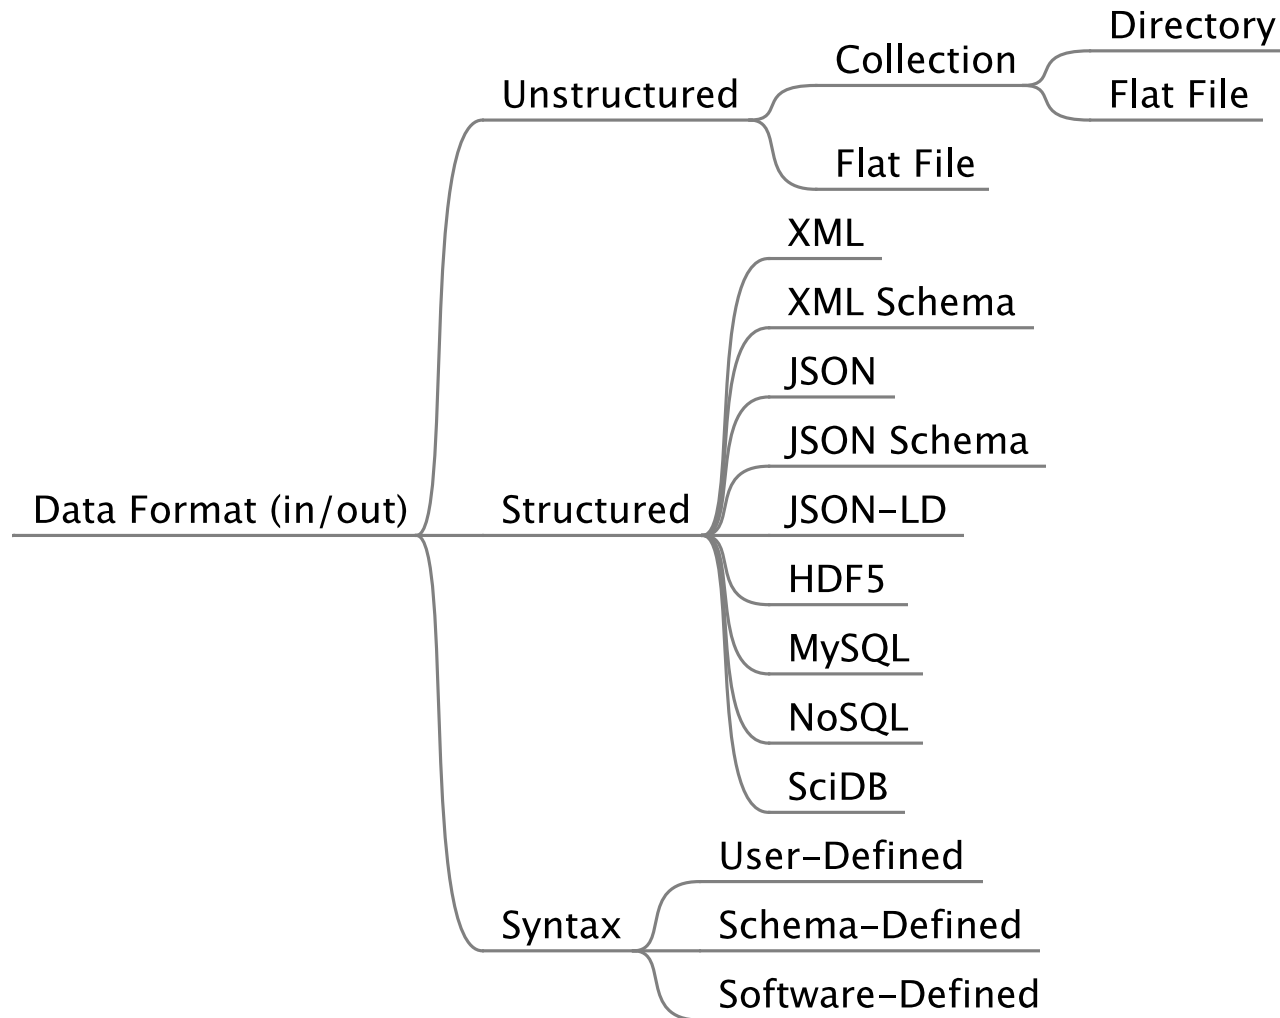 Directory
Collection
Unstructured
Flat File
Flat File
XML
XML Schema
JSON
JSON Schema
Data Format (in/out)
Structured
JSON-LD
HDF5
MySQL
NoSQL
SciDB
User-Defined
Syntax
Schema-Defined
Software-Defined